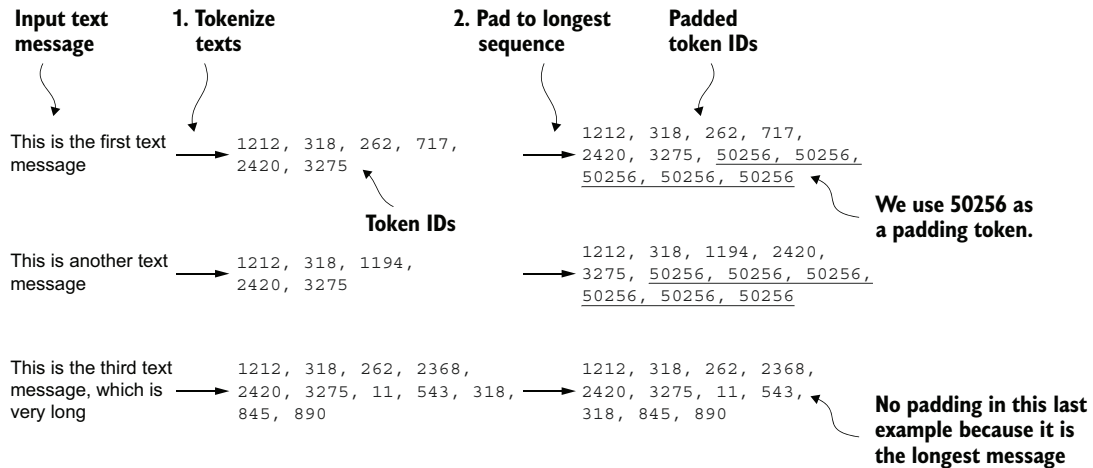 Input text
message
1. Tokenize
texts
2. Pad to longest
sequence
Padded
token IDs
This is the first text
message
1212, 318, 262, 717,
2420, 3275
Token IDs
1212, 318, 262, 717,
2420, 3275, 50256, 50256,
50256, 50256, 50256
We use 50256 as
a padding token.
This is another text
message
1212, 318, 1194,
2420, 3275
1212, 318, 1194, 2420,
3275, 50256, 50256, 50256,
50256, 50256, 50256
This is the third text
message, which is
very long
1212, 318, 262, 2368,
2420, 3275, 11, 543, 318,
845, 890
1212, 318, 262, 2368,
2420, 3275, 11, 543,
318, 845, 890
No padding in this last
example because it is
the longest message